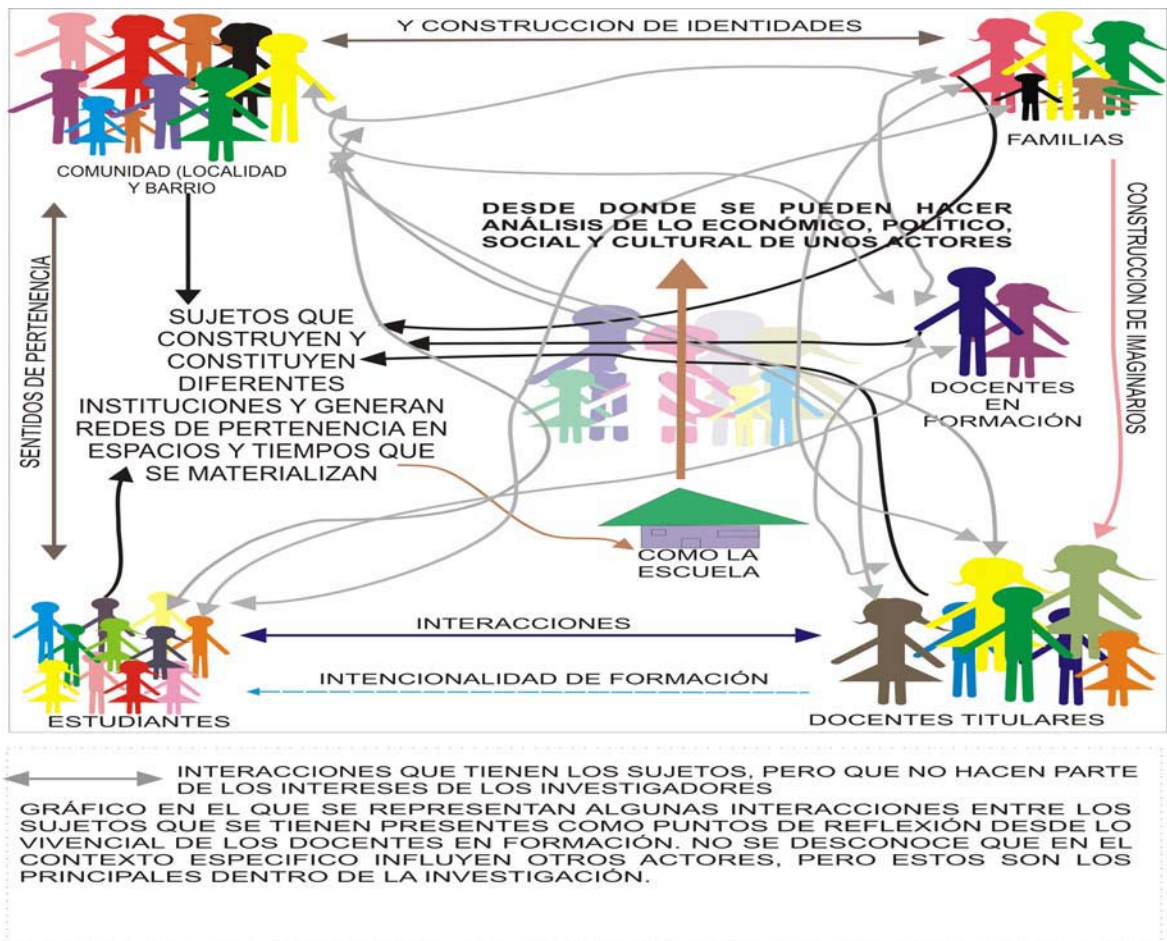 Y CONSTRUCCION DE IDENTIDADES
FAMILIAS
COMUNIDAD (LOCALIDAD
Y BARRIO
DESDE DONDE SE PUEDEN HACER
ANÁLISIS DE LO ECONÓMICO, POLÍTICO,
SOCIAL Y CULTURAL DE UNOS ACTORES
SENTIDOS DE PERTENENCIA
CONSTRUCCION DE IMAGINARIOS
SUJETOS QUE
CONSTRUYEN Y
CONSTITUYEN
DIFERENTES
INSTITUCIONES Y GENERAN
REDES DE PERTENENCIA EN
ESPACIOS Y TIEMPOS QUE
SE MATERIALIZAN
DOCENTES
EN
FORMACIÓN
COMO LA
ESCUELA
INTERACCIONES
INTENCIONALIDAD DE FORMACIÓN
ESTUDIANTES
DOCENTES TITULARES
INTERACCIONES QUE TIENEN LOS SUJETOS, PERO QUE NO HACEN PARTE
DE LOS INTERESES DE LOS INVESTIGADORES
GRÁFICO EN EL QUE SE REPRESENTAN ALGUNAS INTERACCIONES ENTRE LOS
SUJETOS QUE SE TIENEN PRESENTES COMO PUNTOS DE REFLEXIÓN DESDE LO
VIVENCIAL DE LOS DOCENTES EN FORMACIÓN. NO SE DESCONOCE QUE EN EL
CONTEXTO ESPECIFICO INFLUYEN OTROS ACTORES, PERO ESTOS SON LOS
PRINCIPALES DENTRO DE LA INVESTIGACIÓN.